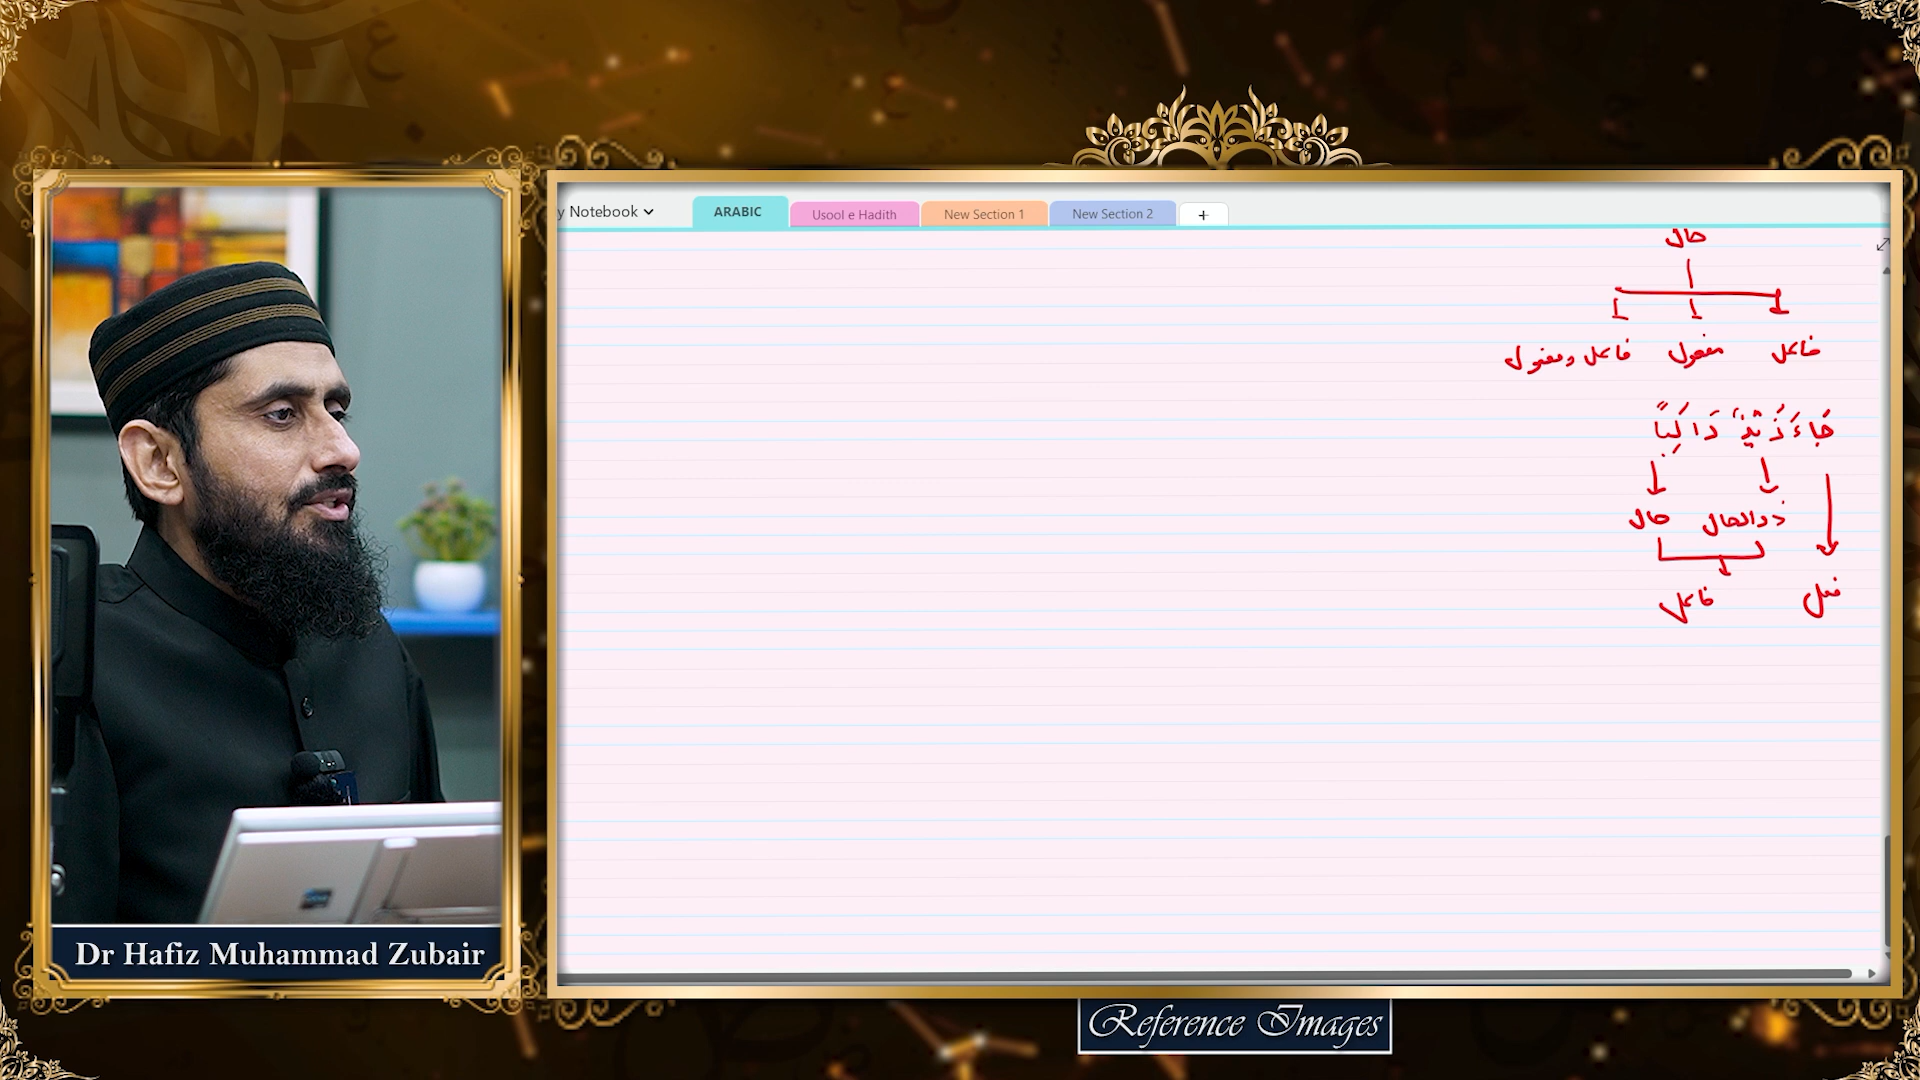 y Notebook
ARABIC
Usool e Hadith
New Section 1
New Section 2
+
حال
فاعل مفعول فاعل ومفعول
جَاءَ زَيْدٌ رَاكِبًا
ذوالحال حال
فعل فاعل
Dr Hafiz Muhammad Zubair
Reference Images